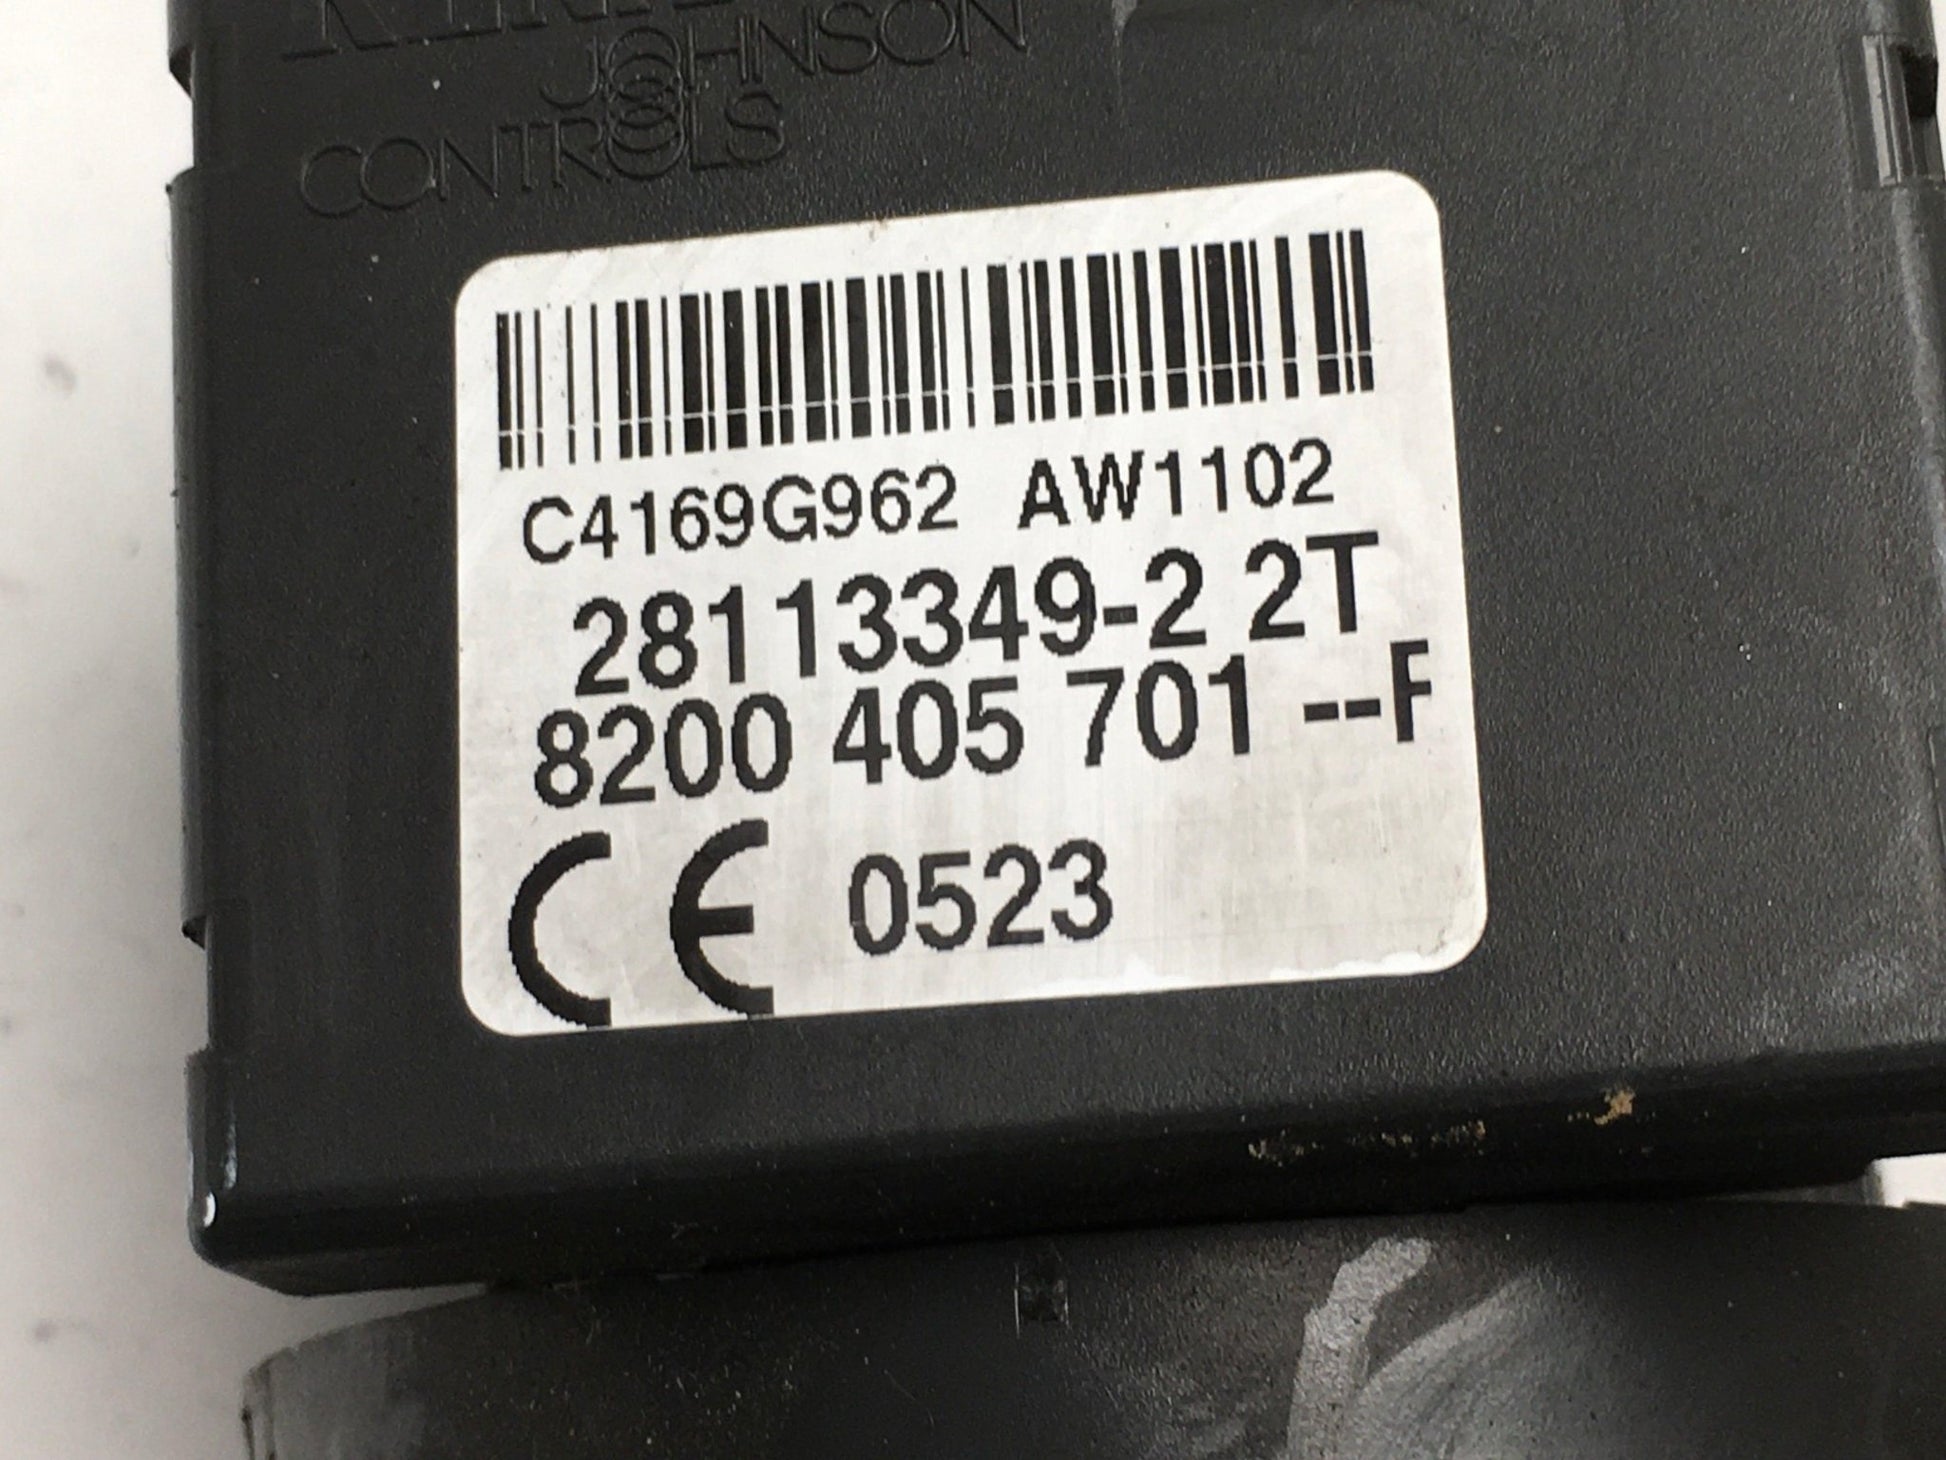 JOHNSON
CONTROLS
C4169G962 AW1102
28113349-2 2T
8200 405 701 --F
CE 0523